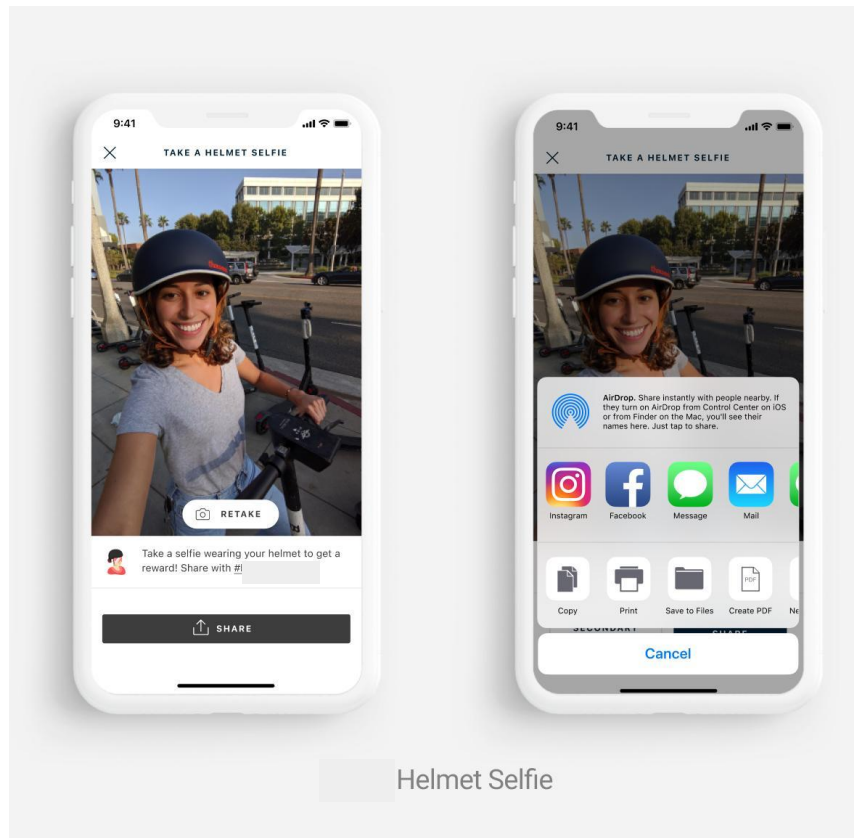 9:41
TAKE A HELMET SELFIE
RETAKE
Take a selfie wearing your helmet to get a
reward! Share with #
SHARE
9:41
TAKE A HELMET SELFIE
AirDrop. Share instantly with people nearby. If
they turn on AirDrop from Control Center on iOS
or from Finder on the Mac, you'll see their
names here. Just tap to share.
Instagram
Facebook
Message
Mail
Copy
Print
Save to Files
PDF
Create PDF
Ne
SECONDARY
SHARE
Cancel
Helmet Selfie